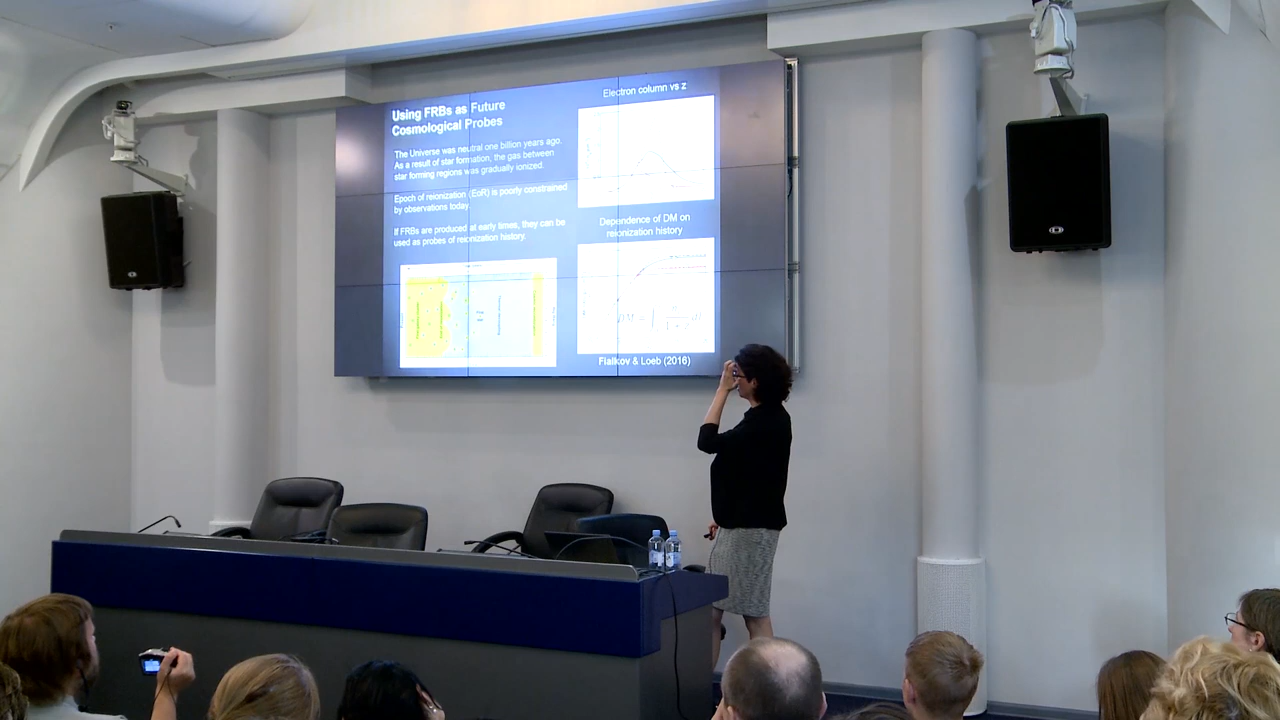 Using FRBs as Future
Cosmological Probes
The Universe was neutral one billion years ago.
As a result of star formation, the gas between
star forming regions was gradually ionized.
Epoch of reionization (EoR) is poorly constrained
by observations today.
If FRBs are produced at early times, they can be
used as probes of reionization history.
Electron column vs z
Dependence of DM on
reionization history
Fialkov & Loeb (2016)